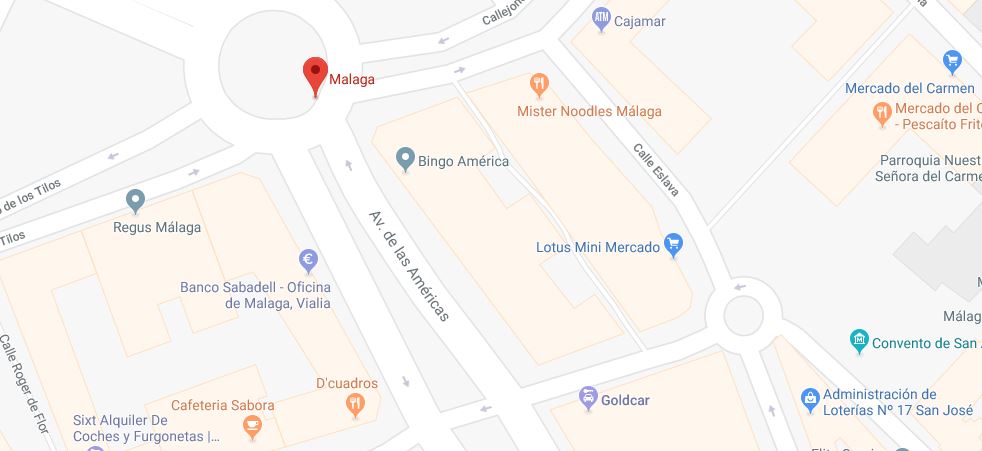 Callejon
ATM
Cajamar
Malaga
Mercado del Carmen
Mister Noodles Málaga
Mercado del C
- Pescaíto Frit
Bingo América
Calle Eslava
Parroquia Nuest
Señora del Carme
o de los Tilos
Regus Málaga
Tilos
Av. de las Américas
Lotus Mini Mercado
€
Banco Sabadell - Oficina
de Malaga, Vialia
Málag
Calle Roger de Flor
Convento de San
D'cuadros
Goldcar
Administración de
Loterías Nº 17 San José
Cafeteria Sabora
Sixt Alquiler De
Coches y Furgonetas |...